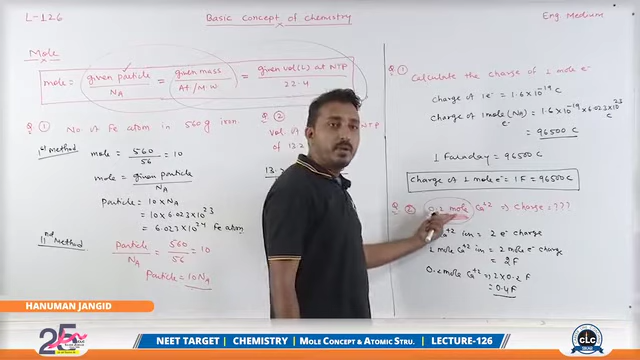 L-126
Basic Concept of chemistry
Eng Medium
Mole
mole = given particle / NA = given mass / At/M.W = given vol(L) at NTP / 22.4
Q ① No of Fe atom in 560g iron
1st method
mole = 560 / 56 = 10
mole = given particle / NA
Particle = 10 × NA
= 10 × 6.023 × 10^23
= 6.023 × 10^24 Fe atom
IInd Method
Particle / NA = 560 / 56 = 10
Particle = 10 NA
Q ②
Vol.
NTP
of 13.2
13.2
Q ① Calculate the charge of 1 mole e-
Charge of 1 e- = 1.6 × 10^-19 C
Charge of 1 mole (NA) e- = 1.6 × 10^-19 × 6.023 × 10^23 C
= 96500 C
1 Faraday = 96500 C
Charge of 1 mole e- = 1F = 96500 C
Q ② 0.2 mole Ca+2 ⇒ Charge = ???
Ca+2 ion = 2 e- charge
1 mole Ca+2 ion = 2 mole e- charge
= 2F
0.2 mole Ca+2 ⇒ 2 × 0.2 F
= 0.4 F
HANUMAN JANGID
25
NEET TARGET | CHEMISTRY | MOLE CONCEPT & ATOMIC STRU. | LECTURE-126
CLC